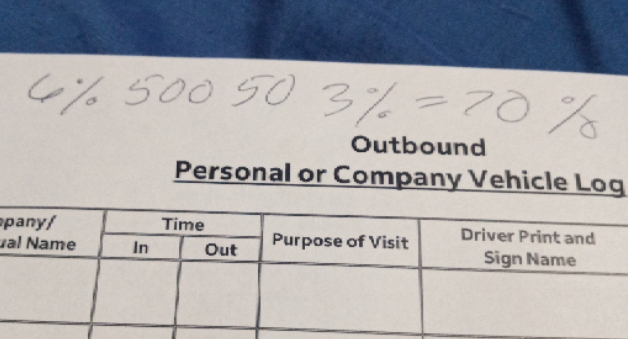 6% 500 50 3% = 70 %
Outbound
Personal or Company Vehicle Log
Time
Name
In
Out
Purpose of Visit
Driver Print and
Sign Name